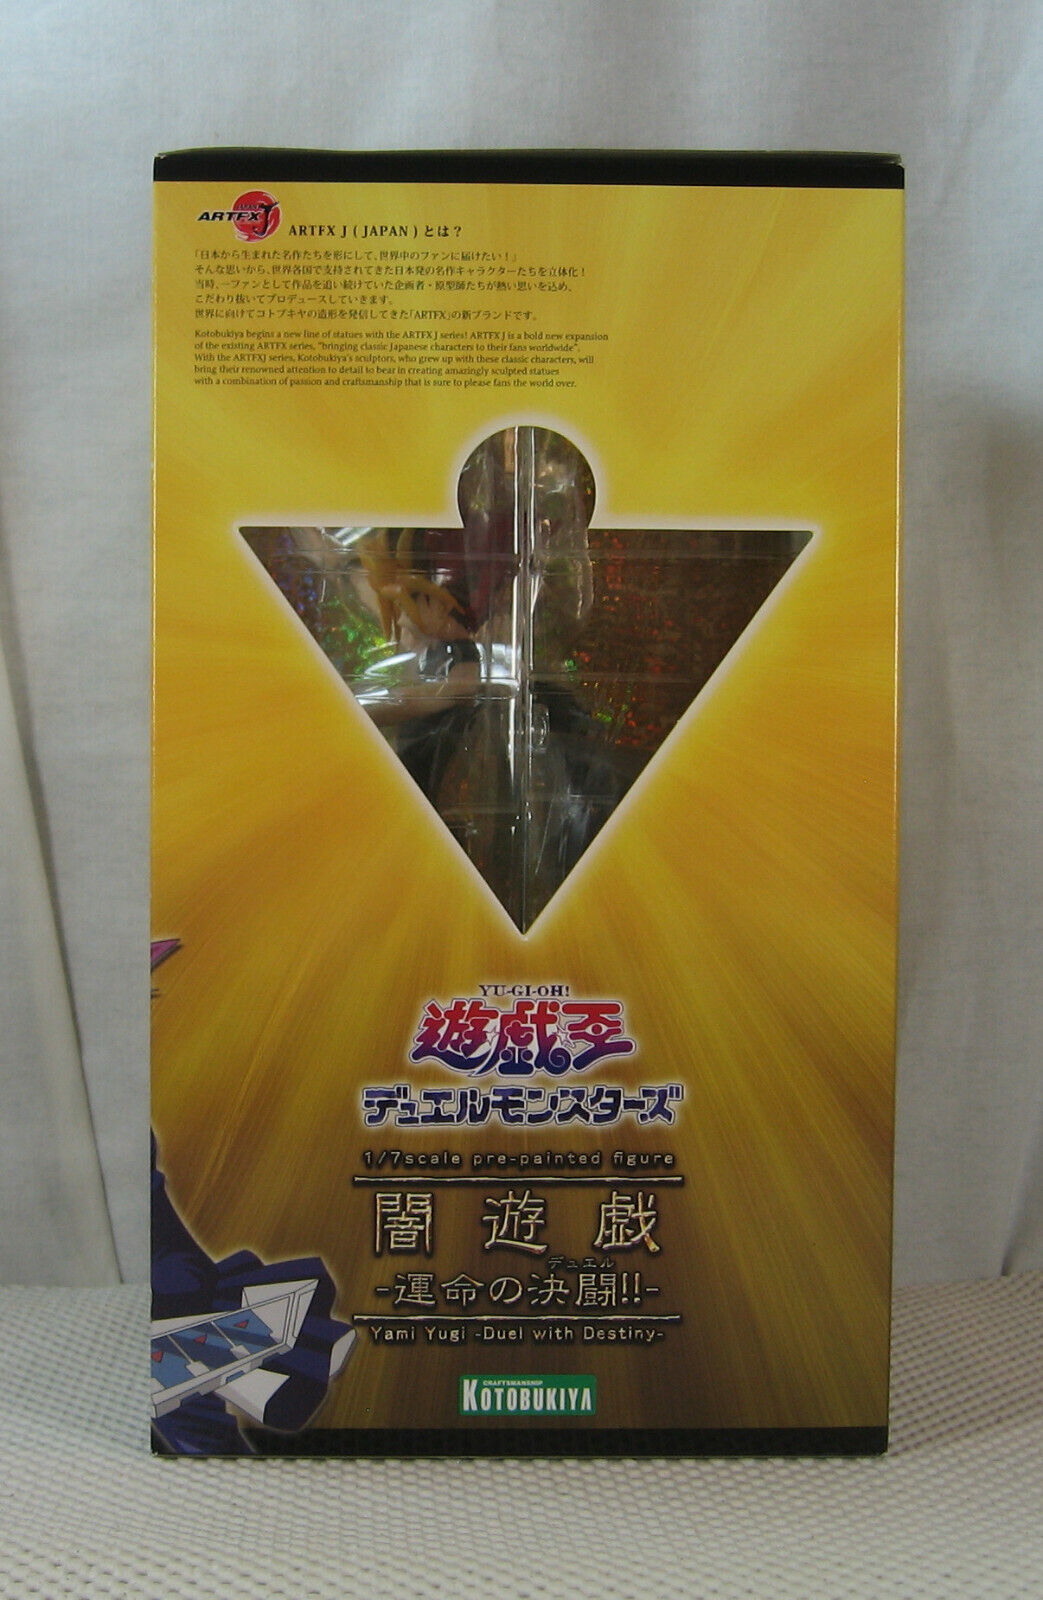 JAPAN
ARTFX J
ARTFX J ( JAPAN ) とは？
「日本から生まれた名作たちを形にして、世界中のファンに届けたい！」
そんな思いから、世界各国で支持されてきた日本発の名作キャラクターたちを立体化！
当時、一ファンとして作品を追い続けていた企画者・原型師たちが熱い思いを込め、
こだわり抜いてプロデュースしていきます。
世界に向けてコトブキヤの造形を発信してきた「ARTFX」の新ブランドです。
Kotobukiya begins a new line of statues with the ARTFX J series! ARTFX J is a bold new expansion
of the existing ARTFX series, "bringing classic Japanese characters to their fans worldwide".
With the ARTFXJ series, Kotobukiya's sculptors, who grew up with these classic characters, will
bring their renowned attention to detail to bear in creating amazingly sculpted statues
with a combination of passion and craftsmanship that is sure to please fans the world over.
YU-GI-OH!
遊戯王
デュエルモンスターズ
1/7scale pre-painted figure
闇遊戯
デュエル
-運命の決闘!!-
Yami Yugi -Duel with Destiny-
CRAFTSMANSHIP
KOTOBUKIYA